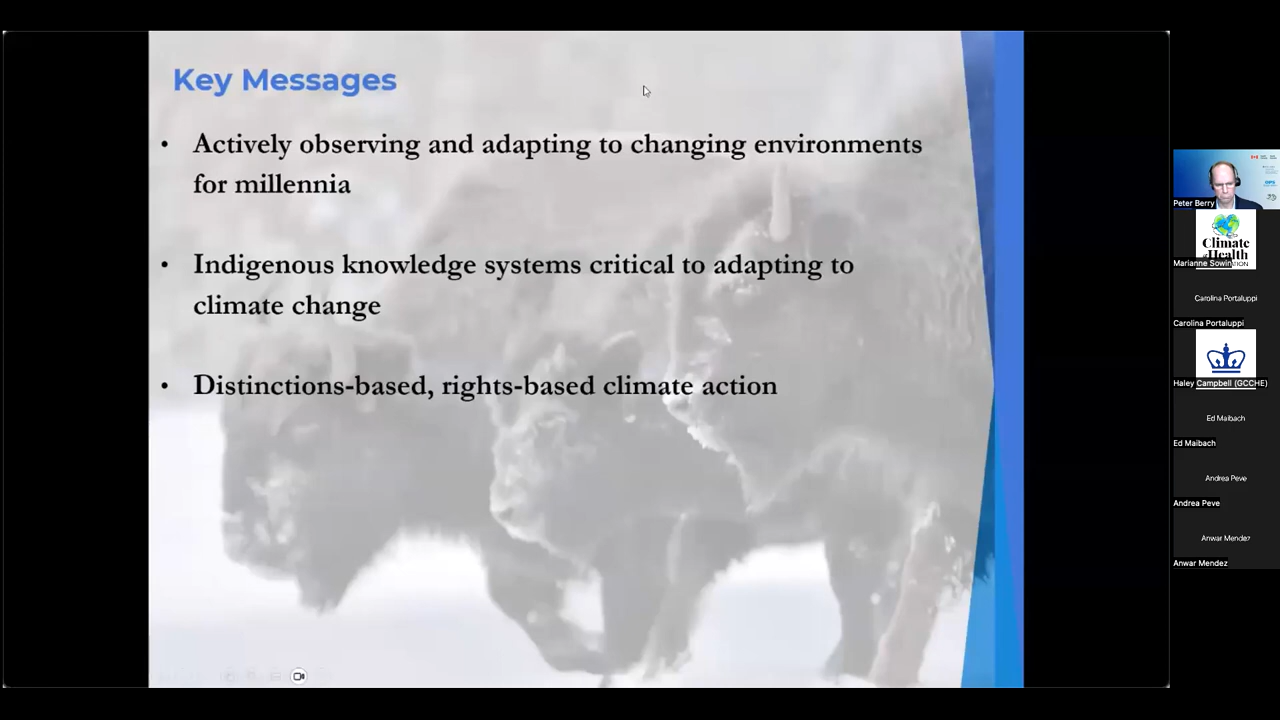 Key Messages
• Actively observing and adapting to changing environments
for millennia
• Indigenous knowledge systems critical to adapting to
climate change
• Distinctions-based, rights-based climate action
Peter Berry
Climate
Health
Marianne Sowin
Carolina Portaluppi
Carolina Portaluppi
Haley Campbell (GCCHE)
Ed Maibach
Ed Maibach
Andrea Peve
Andrea Peve
Anwar Mendez
Anwar Mendez